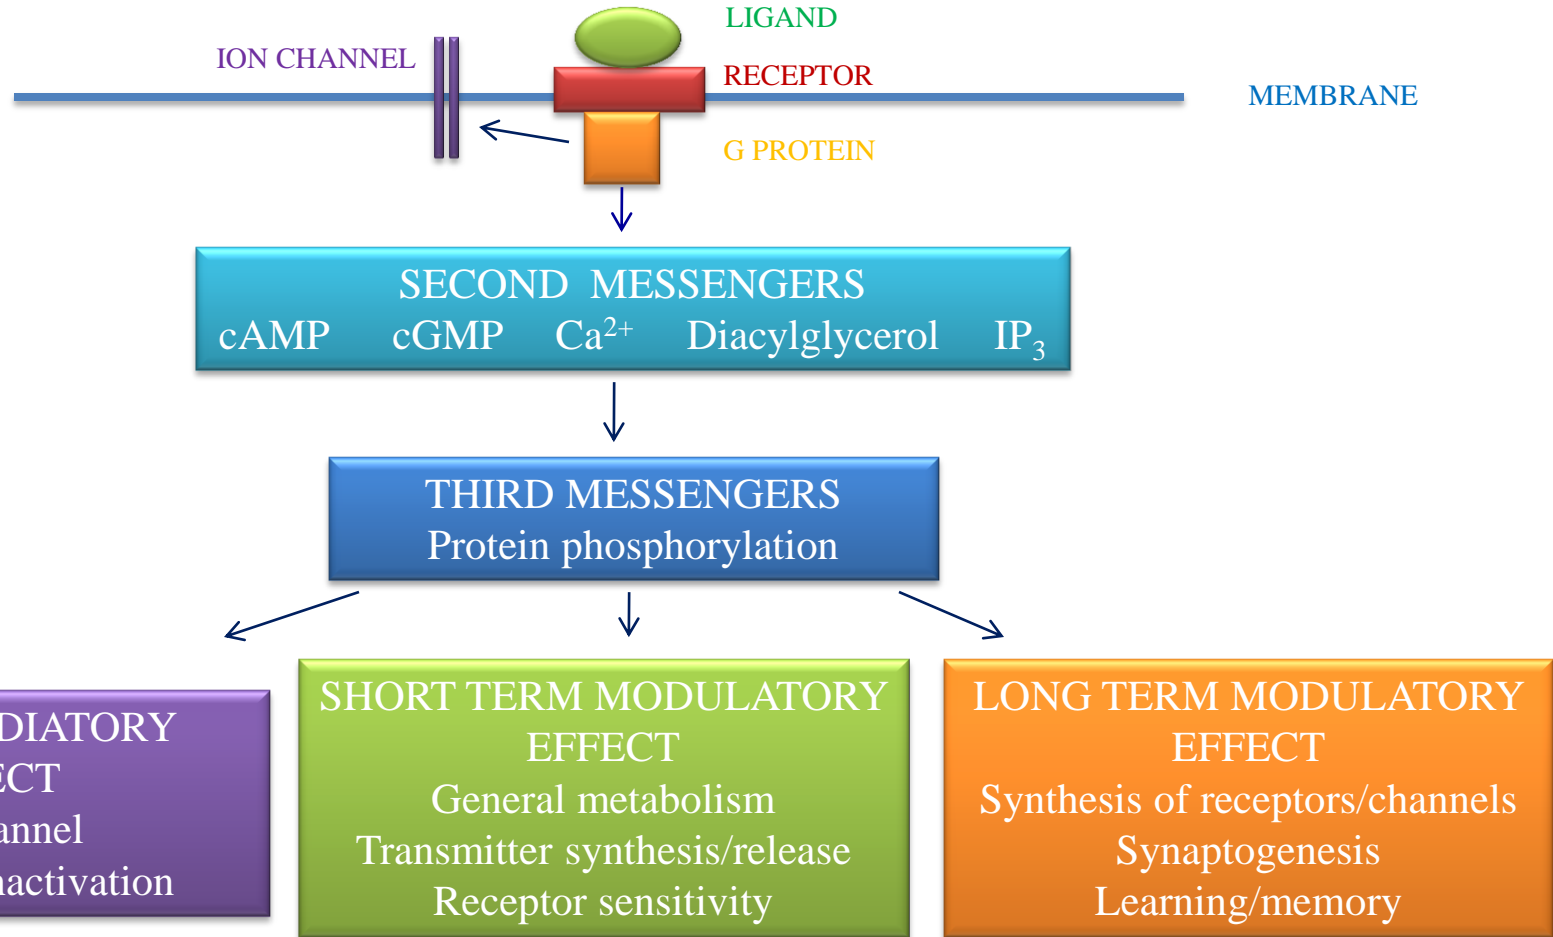 LIGAND
ION CHANNEL
RECEPTOR
MEMBRANE
G PROTEIN
SECOND MESSENGERS
cAMP cGMP Ca²⁺ Diacylglycerol IP₃
THIRD MESSENGERS
Protein phosphorylation
SHORT TERM MODULATORY
EFFECT
General metabolism
Transmitter synthesis/release
Receptor sensitivity
LONG TERM MODULATORY
EFFECT
Synthesis of receptors/channels
Synaptogenesis
Learning/memory